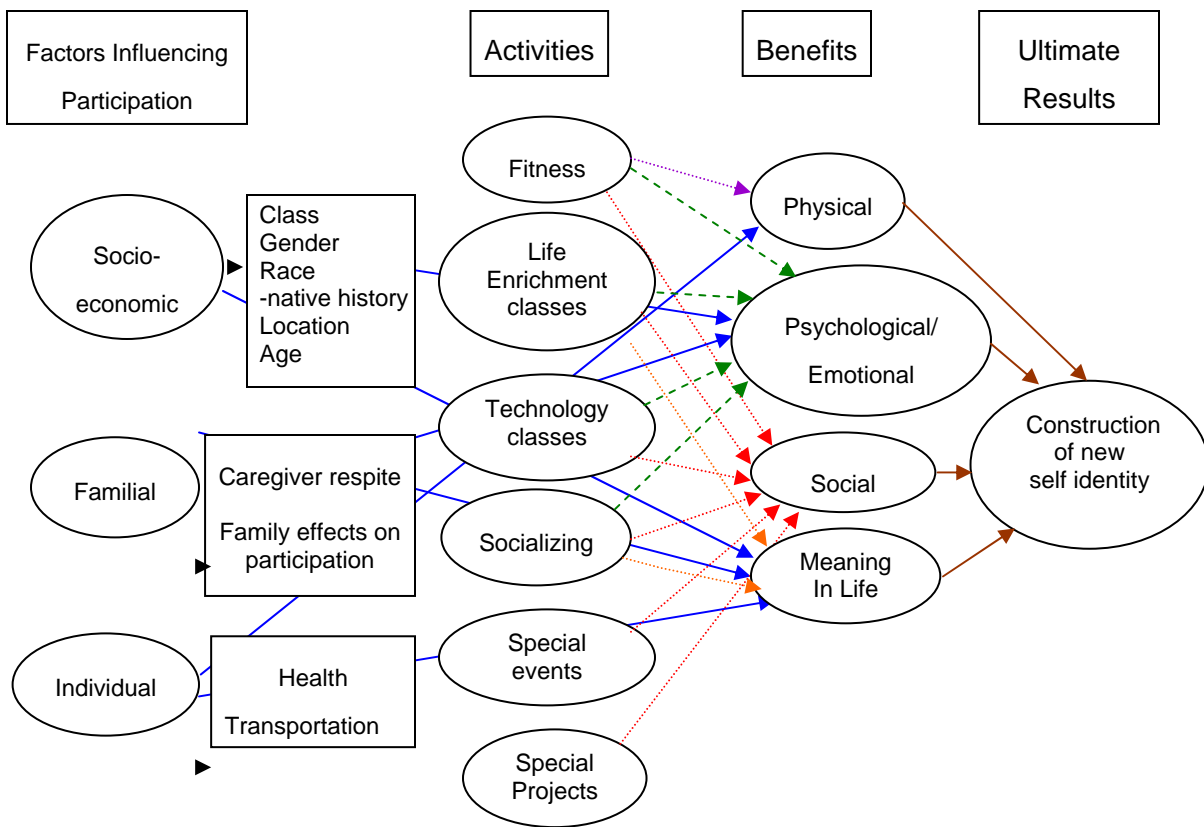 Factors Influencing
Participation
Activities
Benefits
Ultimate
Results
Socio-
economic
Class
Gender
Race
-native history
Location
Age
Familial
Caregiver respite
Family effects on
participation
Individual
Health
Transportation
Fitness
Life
Enrichment
classes
Technology
classes
Socializing
Special
events
Special
Projects
Physical
Psychological/
Emotional
Social
Meaning
In Life
Construction
of new
self identity